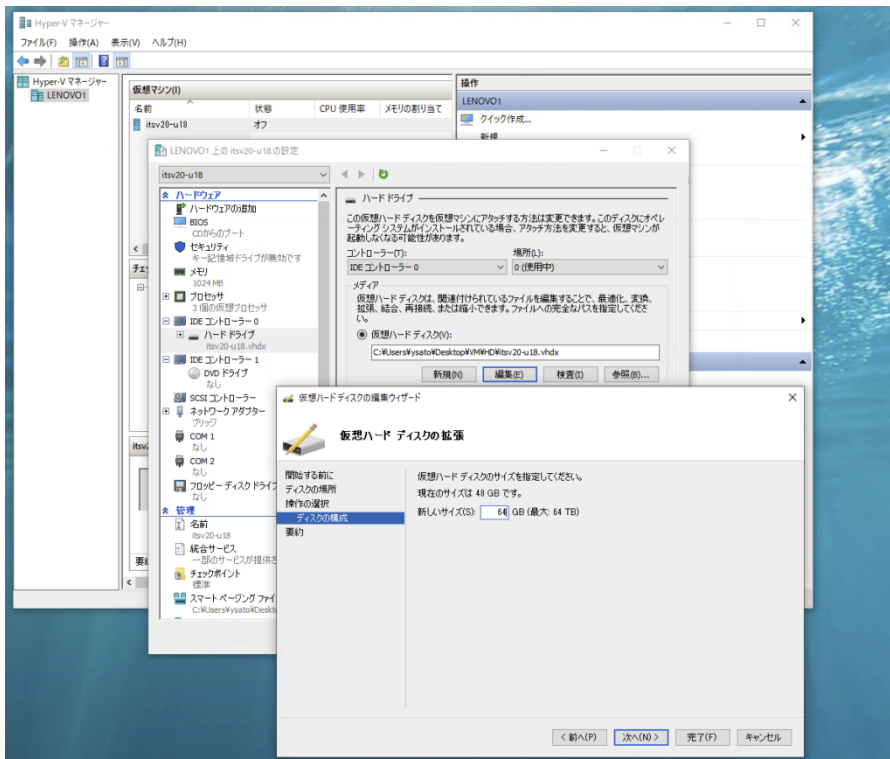 Hyper-V マネージャー
ファイル(F) 操作(A) 表示(V) ヘルプ(H)
Hyper-V マネージャー
LENOVO1
仮想マシン(I)
名前 状態 CPU 使用率 メモリの割り当て
itsv20-u18 オフ
操作
LENOVO1
クイック作成...
新規
LENOVO1 上の itsv20-u18 の設定
itsv20-u18
ハードウェア
ハードウェアの追加
BIOS
CDからのブート
セキュリティ
キー記憶域ドライブが無効です
メモリ
1024 MB
プロセッサ
3 個の仮想プロセッサ
IDE コントローラー 0
ハード ドライブ
itsv20-u18.vhdx
IDE コントローラー 1
DVD ドライブ
なし
SCSI コントローラー
ネットワーク アダプター
ブリッジ
COM 1
なし
COM 2
なし
フロッピー ディスク ドライブ
なし
管理
名前
itsv20-u18
統合サービス
一部のサービスが提供さ
チェックポイント
標準
スマート ページング ファイ
C:¥Users¥ysato¥Deskt
ハード ドライブ
この仮想ハード ディスクを仮想マシンにアタッチする方法は変更できます。このディスクにオペレ
ーティング システムがインストールされている場合、アタッチ方法を変更すると、仮想マシンが
起動しなくなる可能性があります。
コントローラー(T): 場所(L):
IDE コントローラー 0 0 (使用中)
メディア
仮想ハード ディスクは、関連付けられているファイルを編集することで、最適化、変換、
拡張、結合、再接続、または縮小できます。ファイルへの完全なパスを指定してくださ
い。
仮想ハード ディスク(V):
C:¥Users¥ysato¥Desktop¥VM¥HD¥itsv20-u18.vhdx
新規(N) 編集(E) 検査(I) 参照(B)...
仮想ハード ディスクの編集ウィザード
仮想ハード ディスクの拡張
開始する前に
ディスクの場所
操作の選択
ディスクの構成
要約
仮想ハード ディスクのサイズを指定してください。
現在のサイズは 48 GB です。
新しいサイズ(S): 64 GB (最大: 64 TB)
< 前へ(P) 次へ(N) > 完了(F) キャンセル